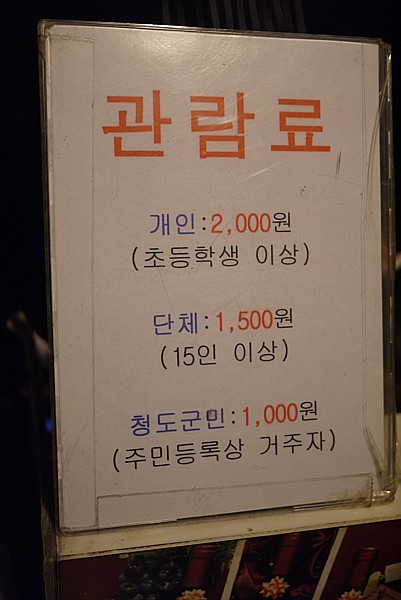 관람료
개인:2,000원
(초등학생 이상)
단체:1,500원
(15인 이상)
청도군민:1,000원
(주민등록상 거주자)